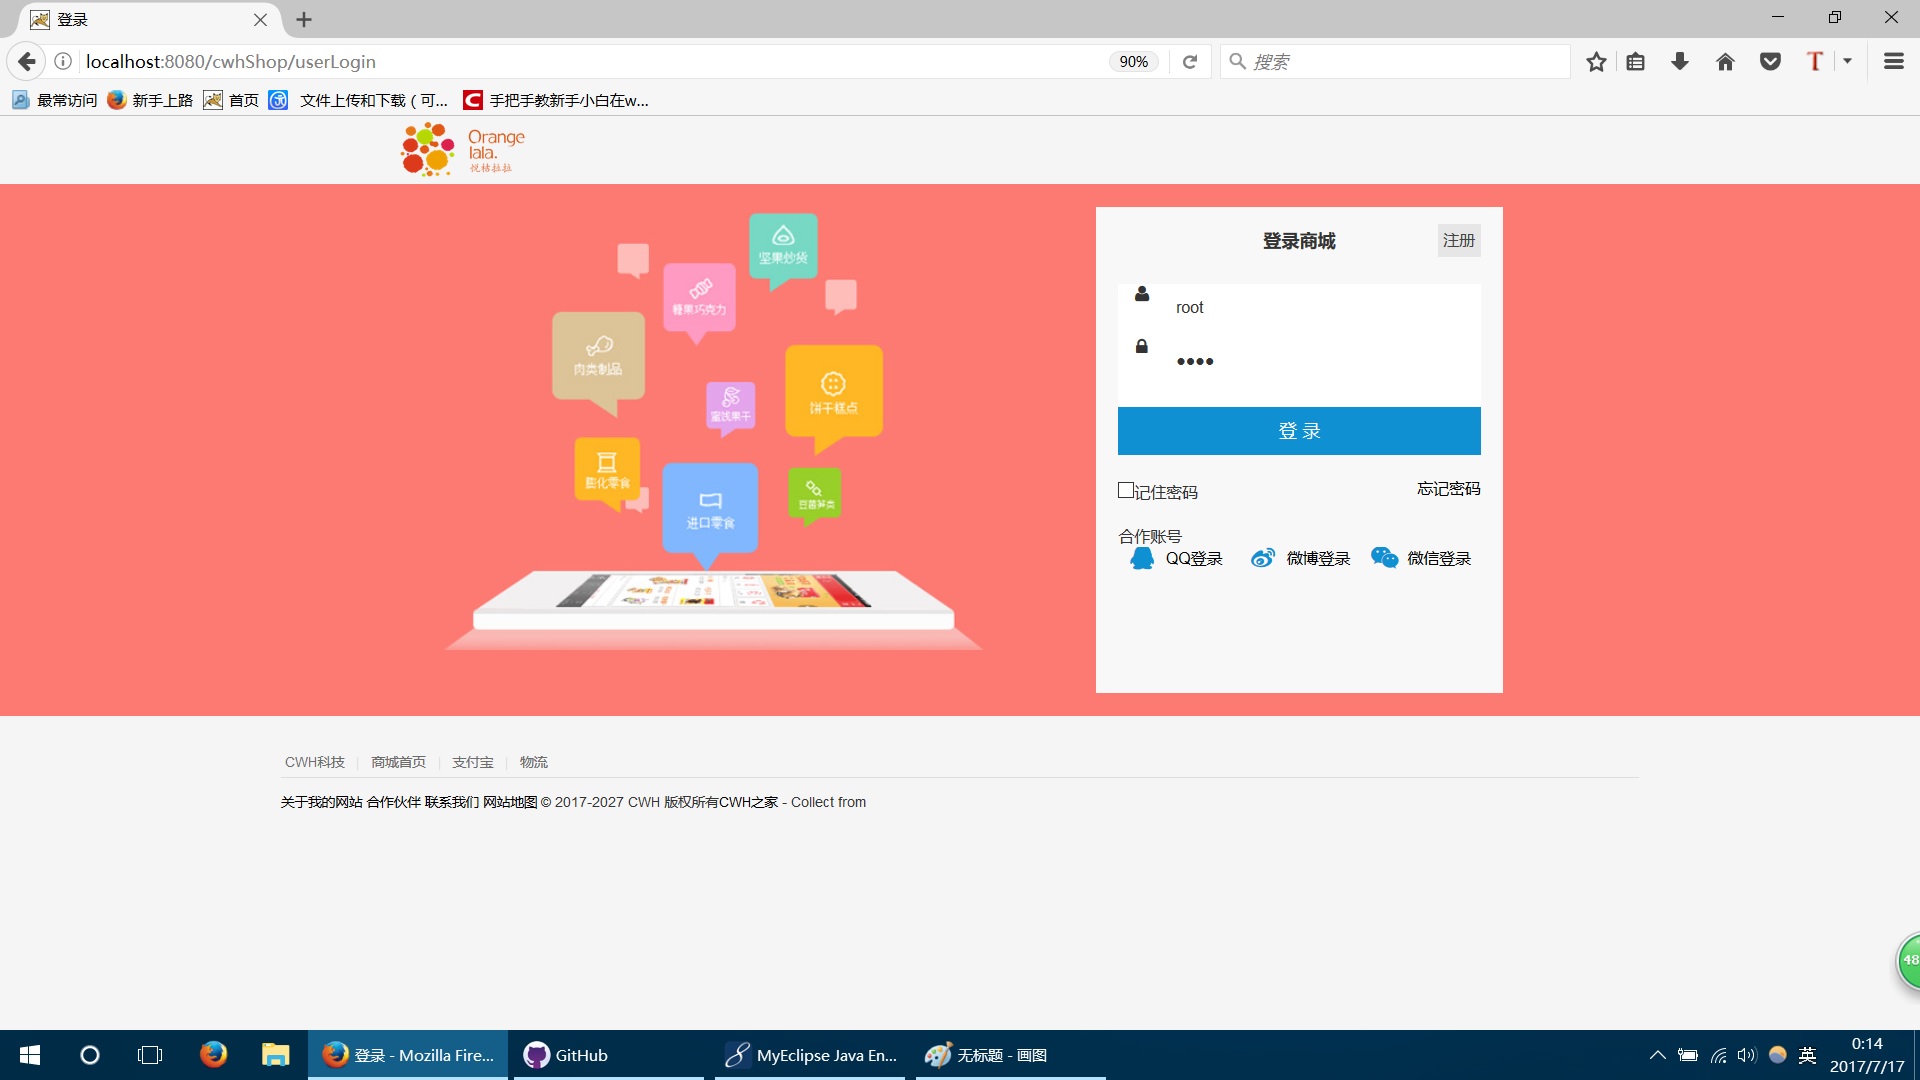 登录
localhost:8080/cwhShop/userLogin
90%
搜索
最常访问
新手上路
首页
文件上传和下载 ( 可...
手把手教新手小白在w...
Orange
lala.
悦桔拉拉
登录商城
注册
坚果炒货
糖果巧克力
root
肉类制品
••••
蜜饯果干
饼干糕点
登 录
膨化零食
进口零食
豆菌笋类
记住密码
忘记密码
合作账号
QQ登录
微博登录
微信登录
CWH科技
商城首页
支付宝
物流
关于我的网站 合作伙伴 联系我们 网站地图 © 2017-2027 CWH 版权所有CWH之家 - Collect from
48
登录 - Mozilla Fire...
GitHub
MyEclipse Java En...
无标题 - 画图
英
0:14
2017/7/17